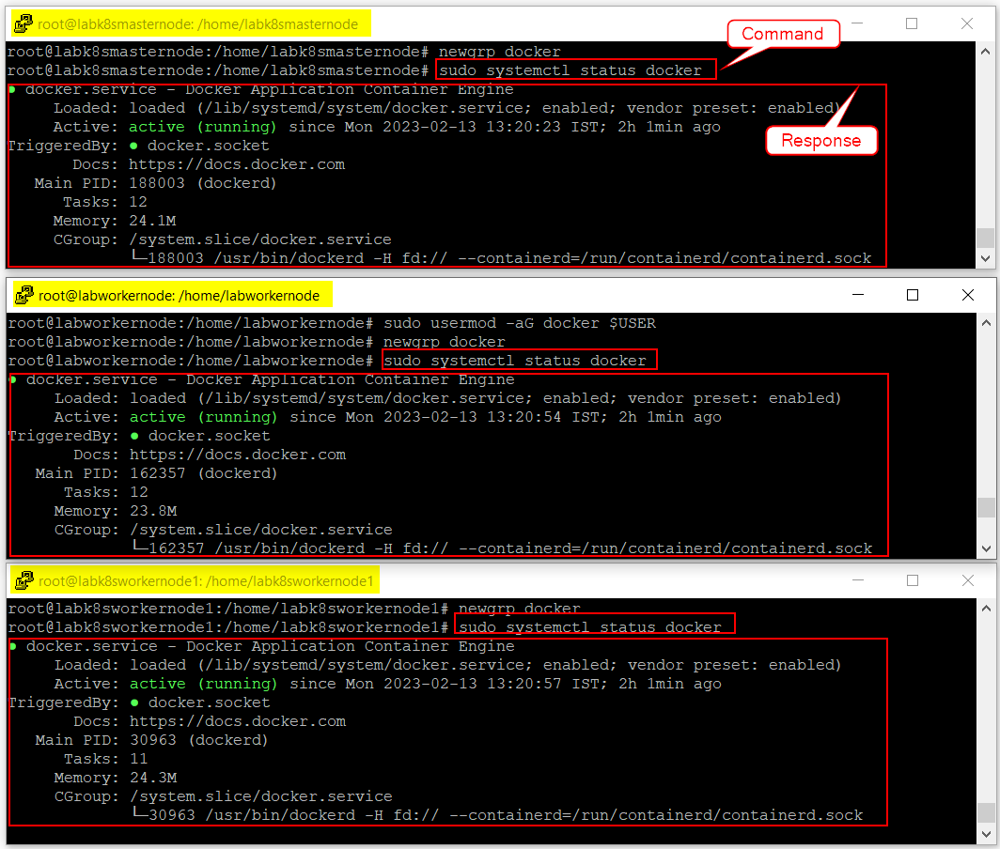 root@labk8smasternode: /home/labk8smasternode
Command
root@labk8smasternode:/home/labk8smasternode# newgrp docker
root@labk8smasternode:/home/labk8smasternode# sudo systemctl status docker
● docker.service - Docker Application Container Engine
Loaded: loaded (/lib/systemd/system/docker.service; enabled; vendor preset: enabled)
Active: active (running) since Mon 2023-02-13 13:20:23 IST; 2h 1min ago
Response
TriggeredBy: ● docker.socket
Docs: https://docs.docker.com
Main PID: 188003 (dockerd)
Tasks: 12
Memory: 24.1M
CGroup: /system.slice/docker.service
└─188003 /usr/bin/dockerd -H fd:// --containerd=/run/containerd/containerd.sock
root@labworkernode: /home/labworkernode
root@labworkernode:/home/labworkernode# sudo usermod -aG docker $USER
root@labworkernode:/home/labworkernode# newgrp docker
root@labworkernode:/home/labworkernode# sudo systemctl status docker
● docker.service - Docker Application Container Engine
Loaded: loaded (/lib/systemd/system/docker.service; enabled; vendor preset: enabled)
Active: active (running) since Mon 2023-02-13 13:20:54 IST; 2h 1min ago
TriggeredBy: ● docker.socket
Docs: https://docs.docker.com
Main PID: 162357 (dockerd)
Tasks: 12
Memory: 23.8M
CGroup: /system.slice/docker.service
└─162357 /usr/bin/dockerd -H fd:// --containerd=/run/containerd/containerd.sock
root@labk8sworkernode1: /home/labk8sworkernode1
root@labk8sworkernode1:/home/labk8sworkernode1# newgrp docker
root@labk8sworkernode1:/home/labk8sworkernode1# sudo systemctl status docker
● docker.service - Docker Application Container Engine
Loaded: loaded (/lib/systemd/system/docker.service; enabled; vendor preset: enabled)
Active: active (running) since Mon 2023-02-13 13:20:57 IST; 2h 1min ago
TriggeredBy: ● docker.socket
Docs: https://docs.docker.com
Main PID: 30963 (dockerd)
Tasks: 11
Memory: 24.3M
CGroup: /system.slice/docker.service
└─30963 /usr/bin/dockerd -H fd:// --containerd=/run/containerd/containerd.sock